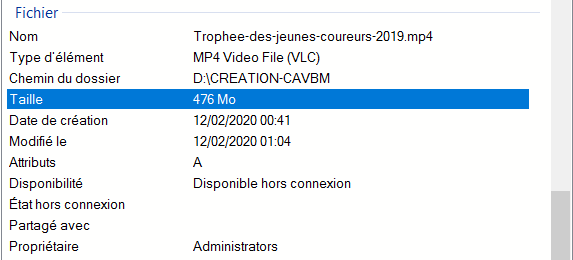 Fichier
Nom Trophee-des-jeunes-coureurs-2019.mp4
Type d'élément MP4 Video File (VLC)
Chemin du dossier D:\CREATION-CAVBM
Taille 476 Mo
Date de création 12/02/2020 00:41
Modifié le 12/02/2020 01:04
Attributs A
Disponibilité Disponible hors connexion
État hors connexion
Partagé avec
Propriétaire Administrators